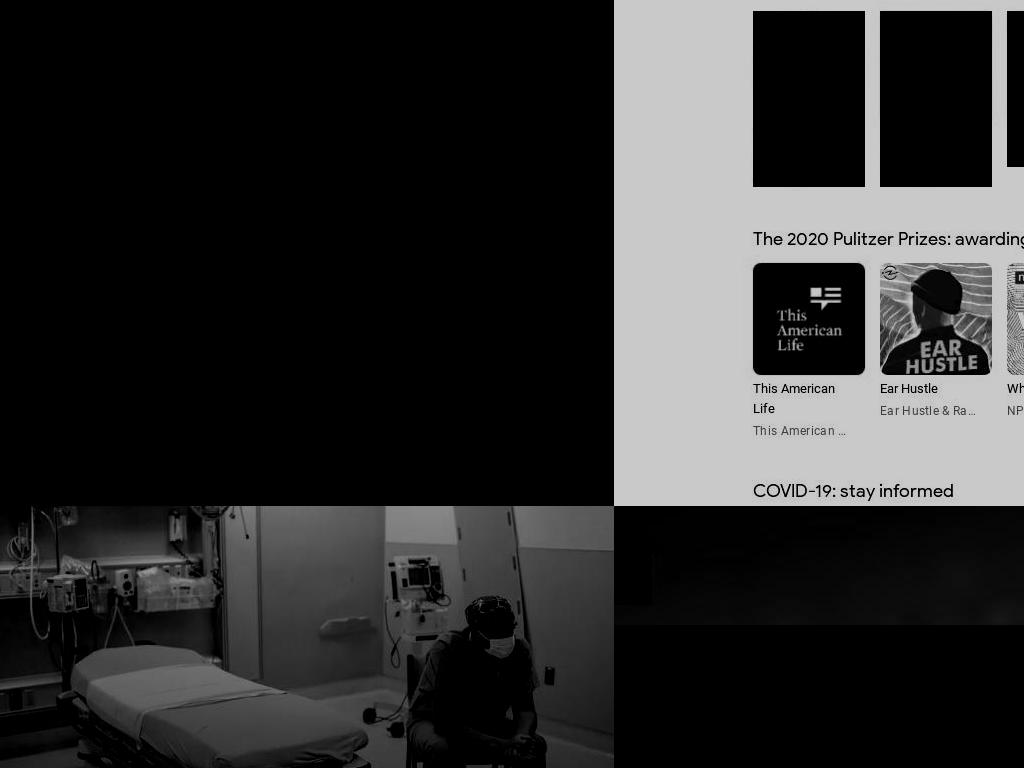 The 2020 Pulitzer Prizes: awarding
This
American
Life
EAR
HUSTLE
This American
Life
This American ...
Ear Hustle
Ear Hustle & Ra...
Wh
NP
COVID-19: stay informed